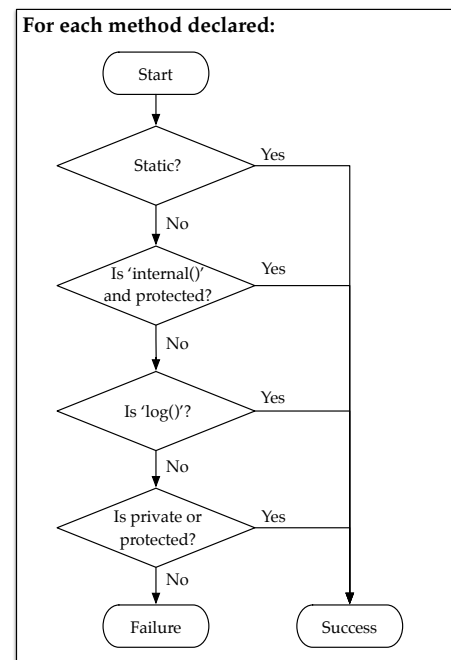 For each method declared:
Start
Static?
Yes
No
Is ‘internal()’
and protected?
Yes
No
Is ‘log()’?
Yes
No
Is private or
protected?
Yes
No
Failure
Success